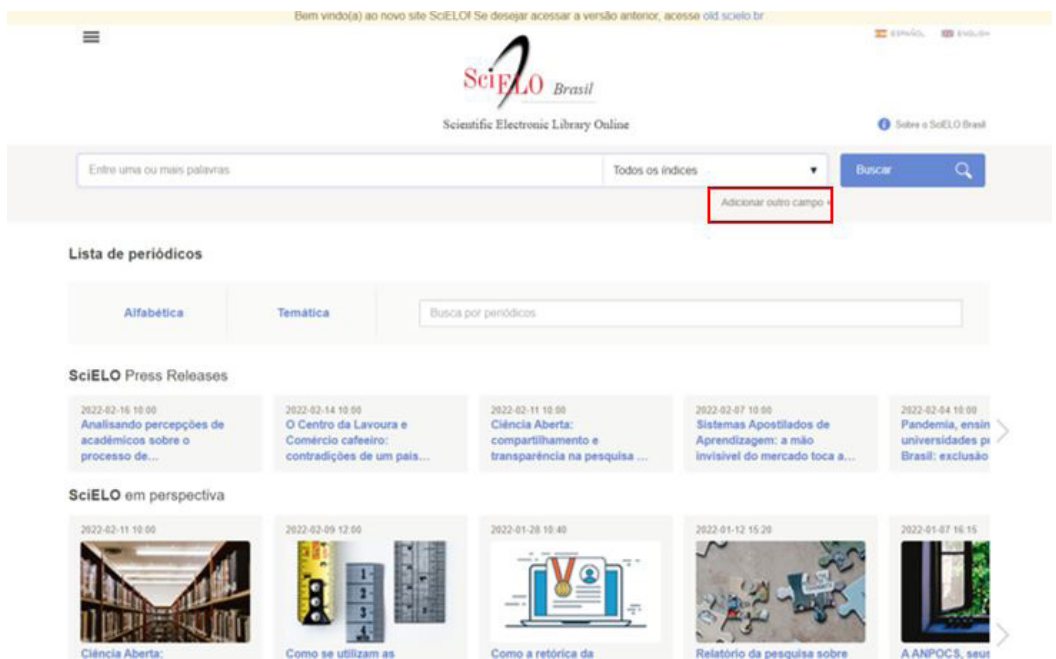 Bem vindo(a) ao novo site SciELO! Se desejar acessar a versão anterior, acesse old.scielo.br
ESPAÑOL ENGLISH
SciELO Brasil
Scientific Electronic Library Online
Sobre o SciELO Brasil
Entre uma ou mais palavras
Todos os índices
Buscar
Adicionar outro campo +
Lista de periódicos
Alfabética
Temática
Busca por periódicos
SciELO Press Releases
2022-02-16 10:00
Analisando percepções de
acadêmicos sobre o
processo de...
2022-02-14 10:00
O Centro da Lavoura e
Comércio cafeeiro:
contradições de um país...
2022-02-11 10:00
Ciência Aberta:
compartilhamento e
transparência na pesquisa ...
2022-02-07 10:00
Sistemas Apostilados de
Aprendizagem: a mão
invisível do mercado toca a...
2022-02-04 10:00
Pandemia, ensin
universidades
Brasil: exclusão
SciELO em perspectiva
2022-02-11 10:00
Ciência Aberta:
2022-02-09 12:00
1
2
3
4
Como se utilizam as
2022-01-28 10:40
Como a retórica da
2022-01-12 15:20
Relatório da pesquisa sobre
2022-01-07 16:15
A ANPOCS, seus